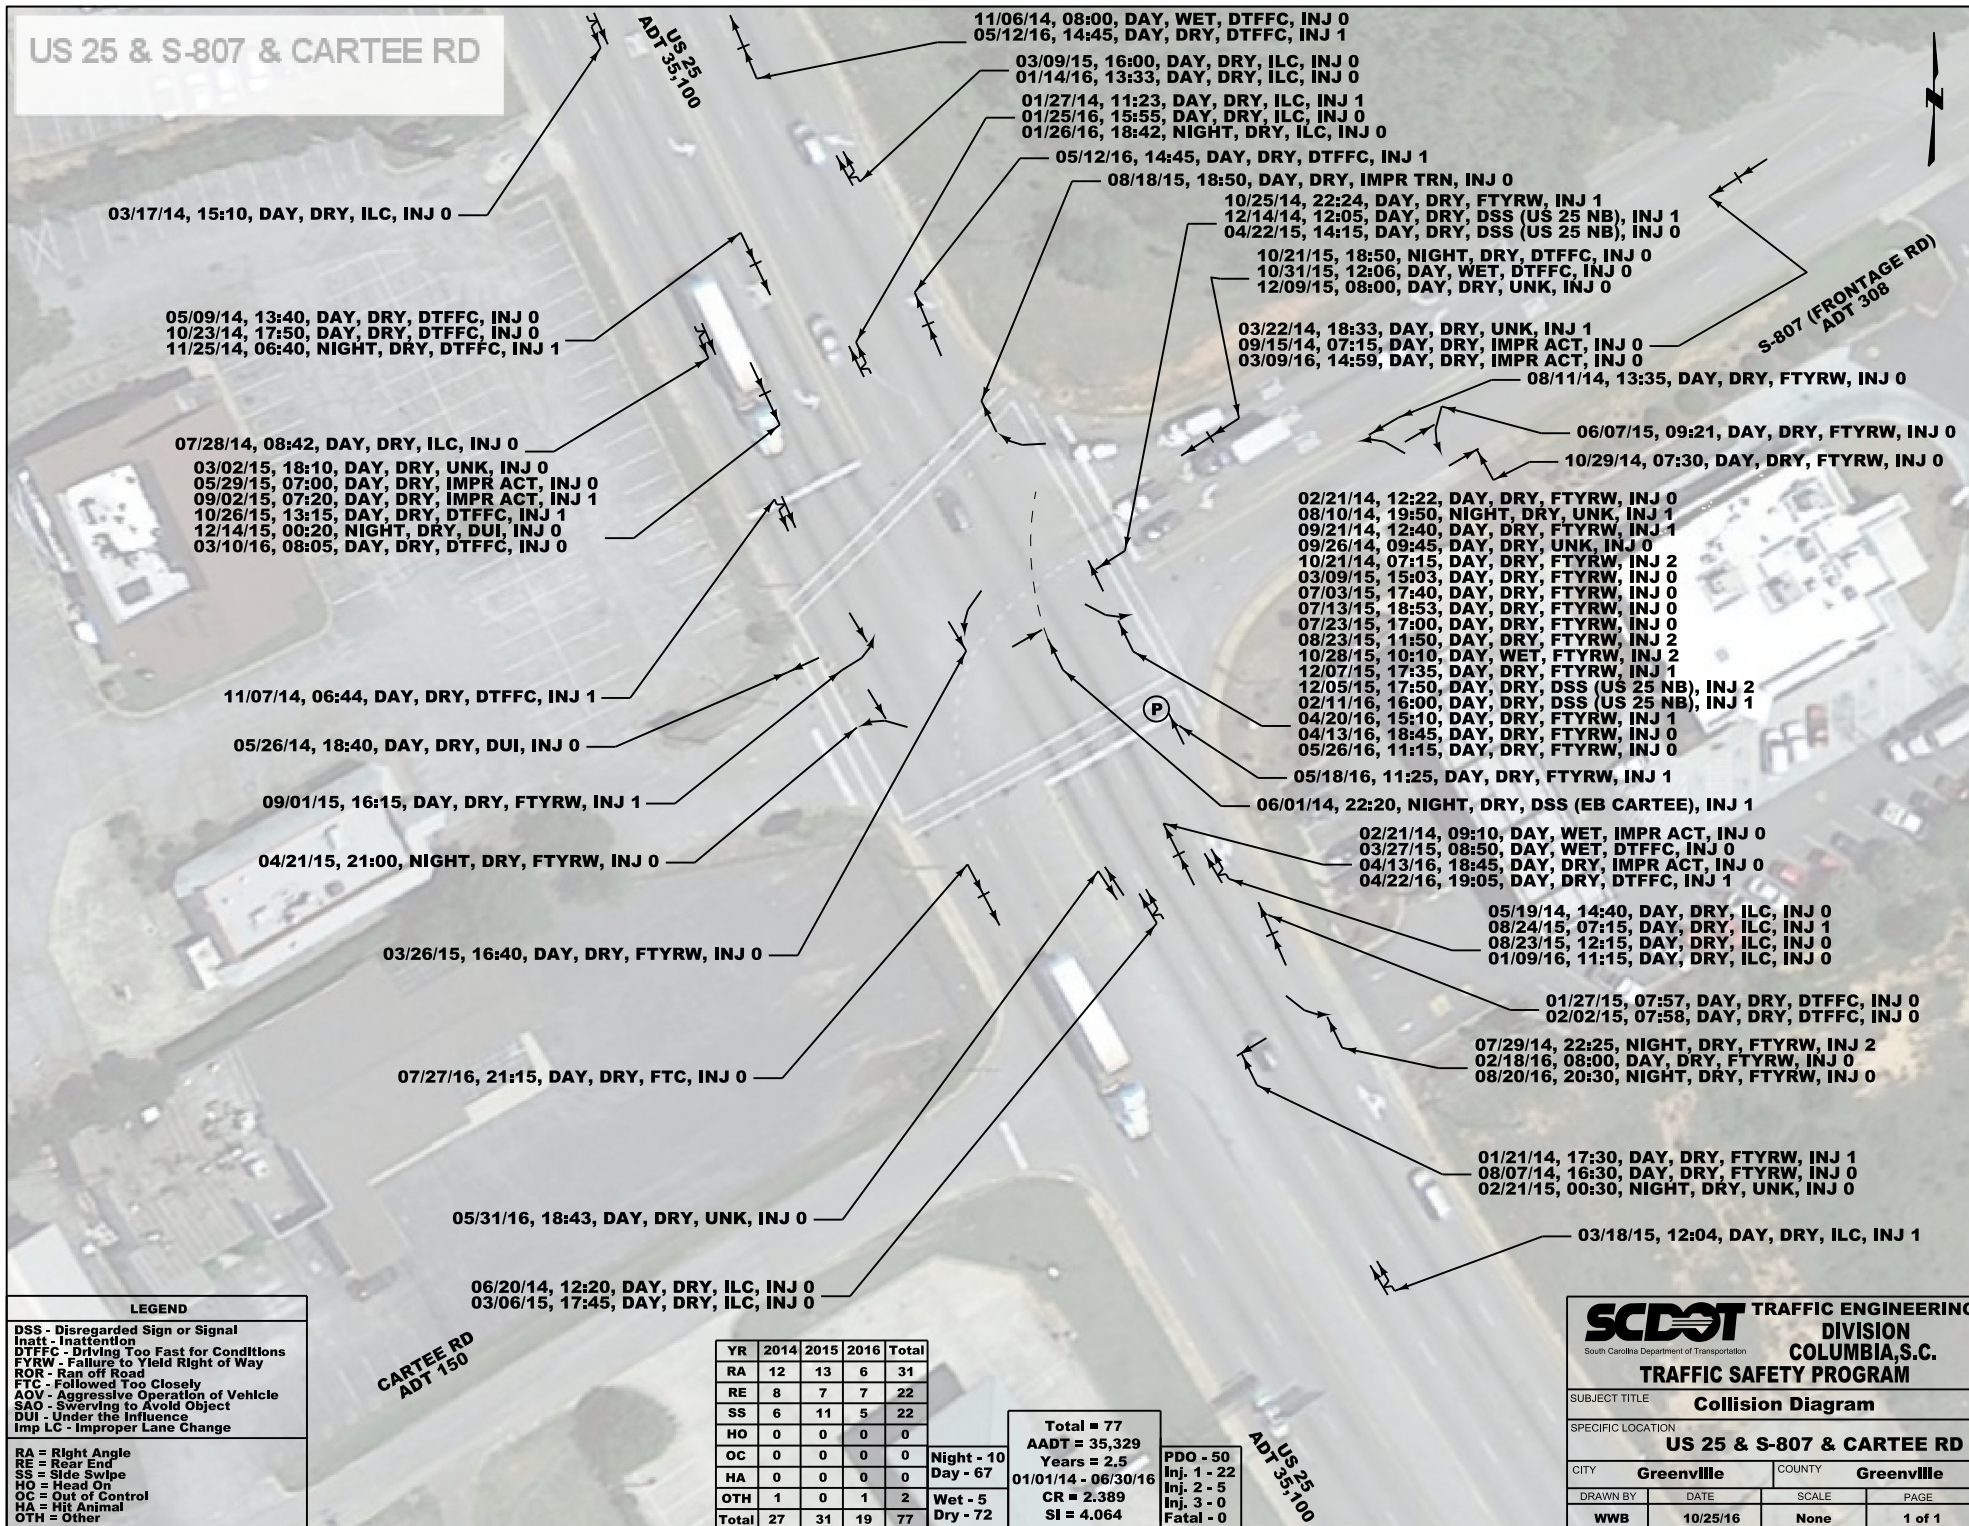 US 25 & S-807 & CARTEE RD
US 25
ADT 35,100
11/06/14, 08:00, DAY, WET, DTFFC, INJ 0
05/12/16, 14:45, DAY, DRY, DTFFC, INJ 1
03/09/15, 16:00, DAY, DRY, ILC, INJ 0
01/14/16, 13:33, DAY, DRY, ILC, INJ 0
01/27/14, 11:23, DAY, DRY, ILC, INJ 1
01/25/16, 15:55, DAY, DRY, ILC, INJ 0
01/26/16, 18:42, NIGHT, DRY, ILC, INJ 0
05/12/16, 14:45, DAY, DRY, DTFFC, INJ 1
08/18/15, 18:50, DAY, DRY, IMPR TRN, INJ 0
10/25/14, 22:24, DAY, DRY, FTYRW, INJ 1
12/14/14, 12:05, DAY, DRY, DSS (US 25 NB), INJ 1
04/22/15, 14:15, DAY, DRY, DSS (US 25 NB), INJ 0
10/21/15, 18:50, NIGHT, DRY, DTFFC, INJ 0
10/31/15, 12:06, DAY, WET, DTFFC, INJ 0
12/09/15, 08:00, DAY, DRY, UNK, INJ 0
03/22/14, 18:33, DAY, DRY, UNK, INJ 1
09/15/14, 07:15, DAY, DRY, IMPR ACT, INJ 0
03/09/16, 14:59, DAY, DRY, IMPR ACT, INJ 0
N
S-807 (FRONTAGE RD)
ADT 308
08/11/14, 13:35, DAY, DRY, FTYRW, INJ 0
06/07/15, 09:21, DAY, DRY, FTYRW, INJ 0
10/29/14, 07:30, DAY, DRY, FTYRW, INJ 0
03/17/14, 15:10, DAY, DRY, ILC, INJ 0
05/09/14, 13:40, DAY, DRY, DTFFC, INJ 0
10/23/14, 17:50, DAY, DRY, DTFFC, INJ 0
11/25/14, 06:40, NIGHT, DRY, DTFFC, INJ 1
07/28/14, 08:42, DAY, DRY, ILC, INJ 0
03/02/15, 18:10, DAY, DRY, UNK, INJ 0
05/29/15, 07:00, DAY, DRY, IMPR ACT, INJ 0
09/02/15, 07:20, DAY, DRY, IMPR ACT, INJ 1
10/26/15, 13:15, DAY, DRY, DTFFC, INJ 1
12/14/15, 00:20, NIGHT, DRY, DUI, INJ 0
03/10/16, 08:05, DAY, DRY, DTFFC, INJ 0
02/21/14, 12:22, DAY, DRY, FTYRW, INJ 0
08/10/14, 19:50, NIGHT, DRY, UNK, INJ 1
09/21/14, 12:40, DAY, DRY, FTYRW, INJ 1
09/26/14, 09:45, DAY, DRY, UNK, INJ 0
10/21/14, 07:15, DAY, DRY, FTYRW, INJ 2
03/09/15, 15:03, DAY, DRY, FTYRW, INJ 0
07/03/15, 17:40, DAY, DRY, FTYRW, INJ 0
07/13/15, 18:53, DAY, DRY, FTYRW, INJ 0
07/23/15, 17:00, DAY, DRY, FTYRW, INJ 0
08/23/15, 11:50, DAY, DRY, FTYRW, INJ 2
10/28/15, 10:10, DAY, WET, FTYRW, INJ 2
12/07/15, 17:35, DAY, DRY, FTYRW, INJ 1
12/05/15, 17:50, DAY, DRY, DSS (US 25 NB), INJ 2
02/11/16, 16:00, DAY, DRY, DSS (US 25 NB), INJ 1
04/20/16, 15:10, DAY, DRY, FTYRW, INJ 1
04/13/16, 18:45, DAY, DRY, FTYRW, INJ 0
05/26/16, 11:15, DAY, DRY, FTYRW, INJ 0
P
05/18/16, 11:25, DAY, DRY, FTYRW, INJ 1
06/01/14, 22:20, NIGHT, DRY, DSS (EB CARTEE), INJ 1
11/07/14, 06:44, DAY, DRY, DTFFC, INJ 1
05/26/14, 18:40, DAY, DRY, DUI, INJ 0
09/01/15, 16:15, DAY, DRY, FTYRW, INJ 1
04/21/15, 21:00, NIGHT, DRY, FTYRW, INJ 0
03/26/15, 16:40, DAY, DRY, FTYRW, INJ 0
07/27/16, 21:15, DAY, DRY, FTC, INJ 0
05/31/16, 18:43, DAY, DRY, UNK, INJ 0
06/20/14, 12:20, DAY, DRY, ILC, INJ 0
03/06/15, 17:45, DAY, DRY, ILC, INJ 0
02/21/14, 09:10, DAY, WET, IMPR ACT, INJ 0
03/27/15, 08:50, DAY, WET, DTFFC, INJ 0
04/13/16, 18:45, DAY, DRY, IMPR ACT, INJ 0
04/22/16, 19:05, DAY, DRY, DTFFC, INJ 1
05/19/14, 14:40, DAY, DRY, ILC, INJ 0
08/24/15, 07:15, DAY, DRY, ILC, INJ 1
08/23/15, 12:15, DAY, DRY, ILC, INJ 0
01/09/16, 11:15, DAY, DRY, ILC, INJ 0
01/27/15, 07:57, DAY, DRY, DTFFC, INJ 0
02/02/15, 07:58, DAY, DRY, DTFFC, INJ 0
07/29/14, 22:25, NIGHT, DRY, FTYRW, INJ 2
02/18/16, 08:00, DAY, DRY, FTYRW, INJ 0
08/20/16, 20:30, NIGHT, DRY, FTYRW, INJ 0
01/21/14, 17:30, DAY, DRY, FTYRW, INJ 1
08/07/14, 16:30, DAY, DRY, FTYRW, INJ 0
02/21/15, 00:30, NIGHT, DRY, UNK, INJ 0
03/18/15, 12:04, DAY, DRY, ILC, INJ 1
LEGEND
DSS - Disregarded Sign or Signal
Inatt - Inattention
DTFFC - Driving Too Fast for Conditions
FYRW - Failure to Yield Right of Way
ROR - Ran off Road
FTC - Followed Too Closely
AOV - Aggressive Operation of Vehicle
SAO - Swerving to Avoid Object
DUI - Under the Influence
Imp LC - Improper Lane Change
RA = Right Angle
RE = Rear End
SS = Side Swipe
HO = Head On
OC = Out of Control
HA = Hit Animal
OTH = Other
CARTEE RD
ADT 150
YR 2014 2015 2016 Total
RA 12 13 6 31
RE 8 7 7 22
SS 6 11 5 22
HO 0 0 0 0
OC 0 0 0 0
HA 0 0 0 0
OTH 1 0 1 2
Total 27 31 19 77
Night - 10
Day - 67
Wet - 5
Dry - 72
Total = 77
AADT = 35,329
Years = 2.5
01/01/14 - 06/30/16
CR = 2.389
SI = 4.064
PDO - 50
Inj. 1 - 22
Inj. 2 - 5
Inj. 3 - 0
Fatal - 0
US 25
ADT 35,100
SCDOT
South Carolina Department of Transportation
TRAFFIC ENGINEERING
DIVISION
COLUMBIA,S.C.
TRAFFIC SAFETY PROGRAM
SUBJECT TITLE Collision Diagram
SPECIFIC LOCATION
US 25 & S-807 & CARTEE RD
CITY Greenville COUNTY Greenville
DRAWN BY DATE SCALE PAGE
WWB 10/25/16 None 1 of 1